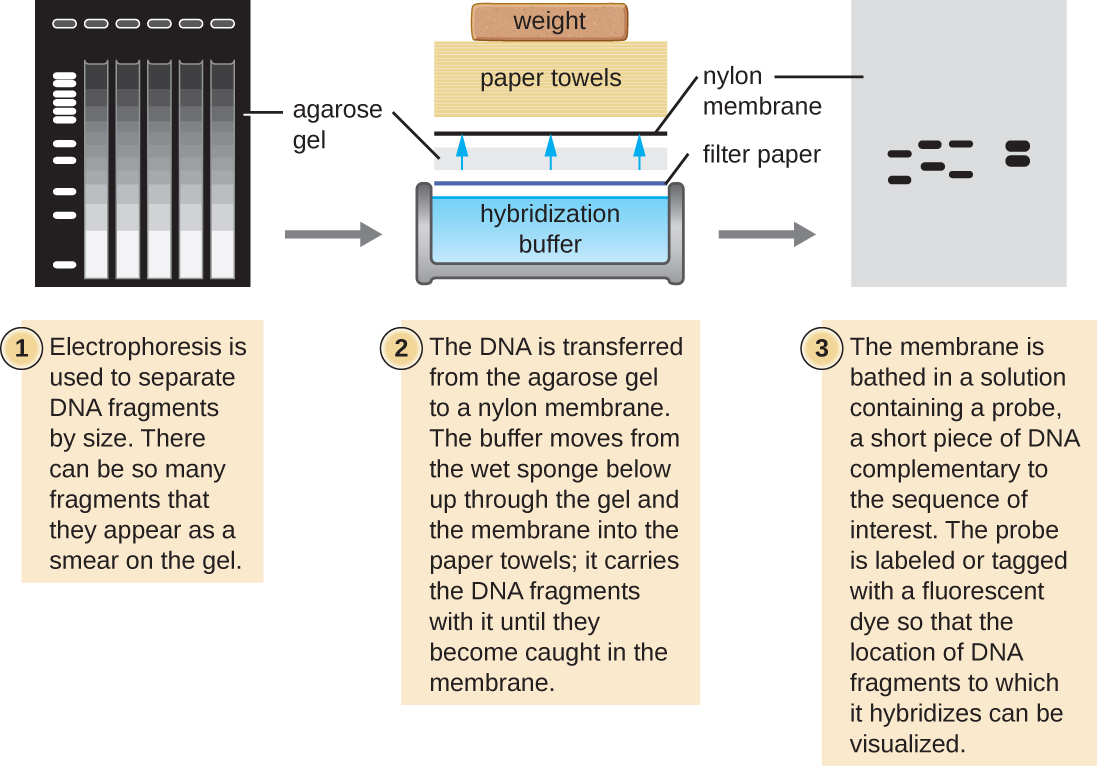 weight
paper towels
nylon
membrane
agarose
gel
filter paper
hybridization
buffer
1
Electrophoresis is
used to separate
DNA fragments
by size. There
can be so many
fragments that
they appear as a
smear on the gel.
2
The DNA is transferred
from the agarose gel
to a nylon membrane.
The buffer moves from
the wet sponge below
up through the gel and
the membrane into the
paper towels; it carries
the DNA fragments
with it until they
become caught in the
membrane.
3
The membrane is
bathed in a solution
containing a probe,
a short piece of DNA
complementary to
the sequence of
interest. The probe
is labeled or tagged
with a fluorescent
dye so that the
location of DNA
fragments to which
it hybridizes can be
visualized.